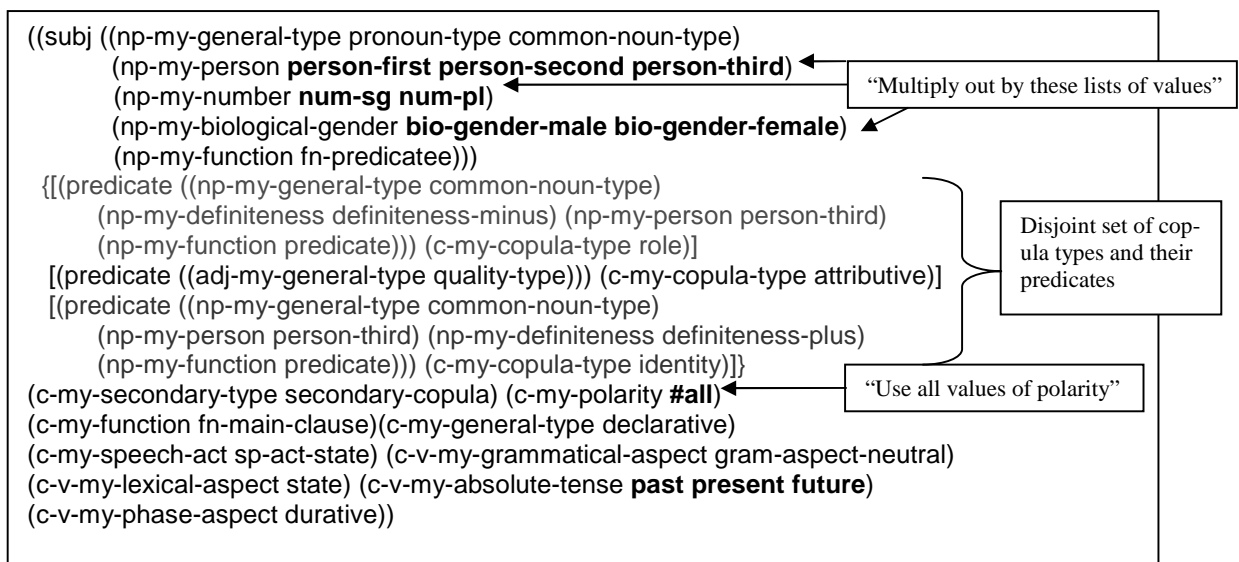 ((subj ((np-my-general-type pronoun-type common-noun-type)
(np-my-person person-first person-second person-third)
(np-my-number num-sg num-pl)
(np-my-biological-gender bio-gender-male bio-gender-female)
(np-my-function fn-predicatee)))
{[(predicate ((np-my-general-type common-noun-type)
(np-my-definiteness definiteness-minus) (np-my-person person-third)
(np-my-function predicate))) (c-my-copula-type role)]
[(predicate ((adj-my-general-type quality-type))) (c-my-copula-type attributive)]
[(predicate ((np-my-general-type common-noun-type)
(np-my-person person-third) (np-my-definiteness definiteness-plus)
(np-my-function predicate))) (c-my-copula-type identity)]}
(c-my-secondary-type secondary-copula) (c-my-polarity #all)
(c-my-function fn-main-clause)(c-my-general-type declarative)
(c-my-speech-act sp-act-state) (c-v-my-grammatical-aspect gram-aspect-neutral)
(c-v-my-lexical-aspect state) (c-v-my-absolute-tense past present future)
(c-v-my-phase-aspect durative))
“Multiply out by these lists of values”
Disjoint set of cop-
ula types and their
predicates
“Use all values of polarity”